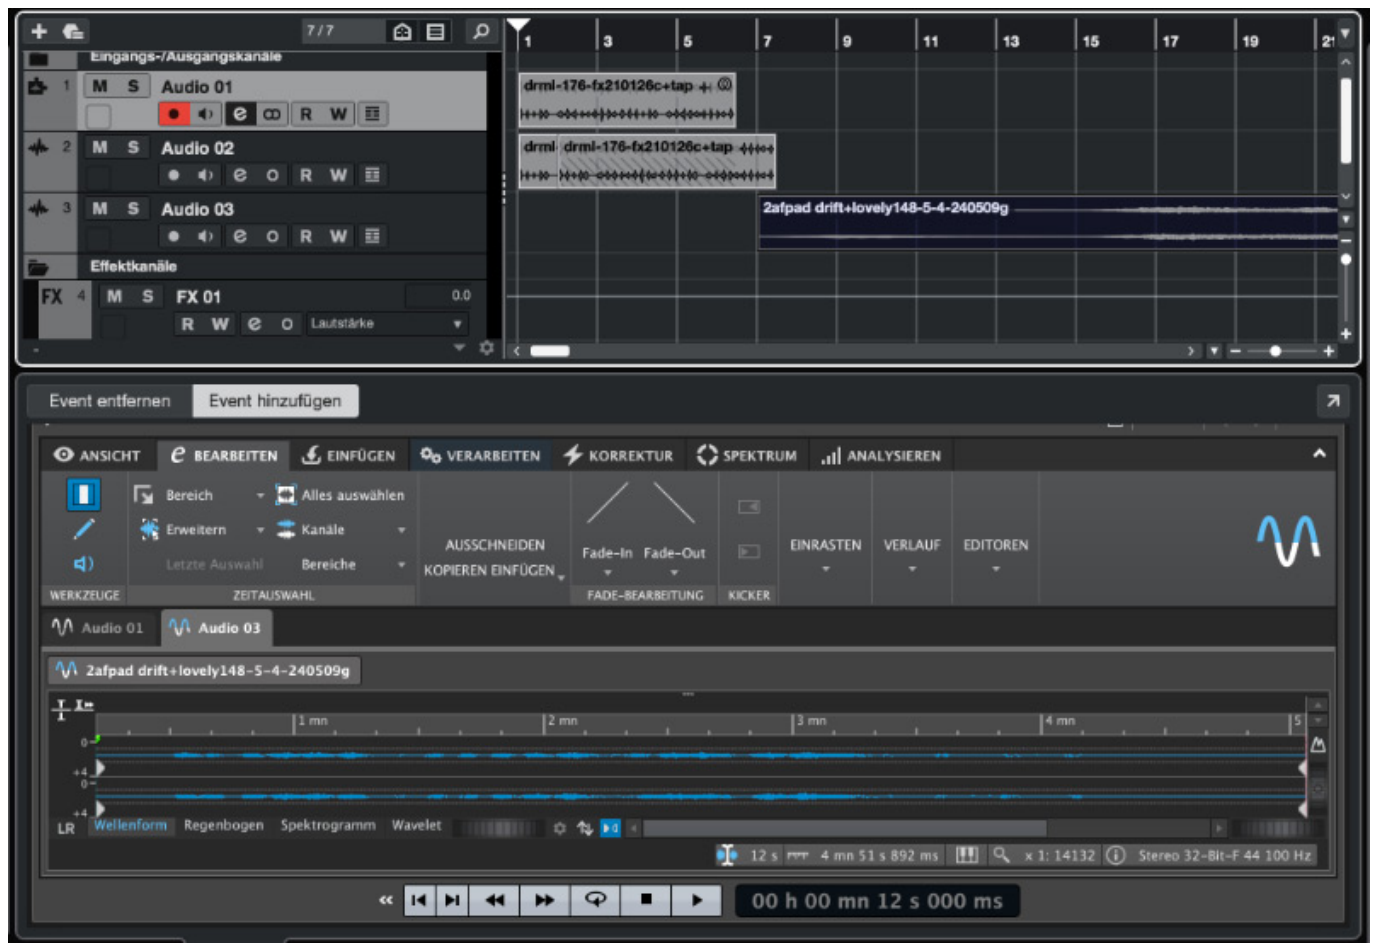 7/7
1 3 5 7 9 11 13 15 17 19 21
Eingangs-/Ausgangskanäle
1 M S Audio 01
R W
drml-176-fx210126c+tap
2 M S Audio 02
R W
drml drml-176-fx210126c+tap
3 M S Audio 03
R W
2afpad drift+lovely148-5-4-240509g
Effektkanäle
FX 4 M S FX 01 0.0
R W Lautstärke
Event entfernen Event hinzufügen
ANSICHT BEARBEITEN EINFÜGEN VERARBEITEN KORREKTUR SPEKTRUM ANALYSIEREN
Bereich Alles auswählen
Erweitern Kanäle
Letzte Auswahl Bereiche
AUSSCHNEIDEN
KOPIEREN EINFÜGEN
Fade-In Fade-Out
EINRASTEN VERLAUF EDITOREN
WERKZEUGE ZEITAUSWAHL FADE-BEARBEITUNG KICKER
Audio 01 Audio 03
2afpad drift+lovely148-5-4-240509g
1 mn 2 mn 3 mn 4 mn 5
0-
+4
0-
+4
LR Wellenform Regenbogen Spektrogramm Wavelet
12 s 4 mn 51 s 892 ms x 1: 14132 Stereo 32-Bit-F 44 100 Hz
00 h 00 mn 12 s 000 ms